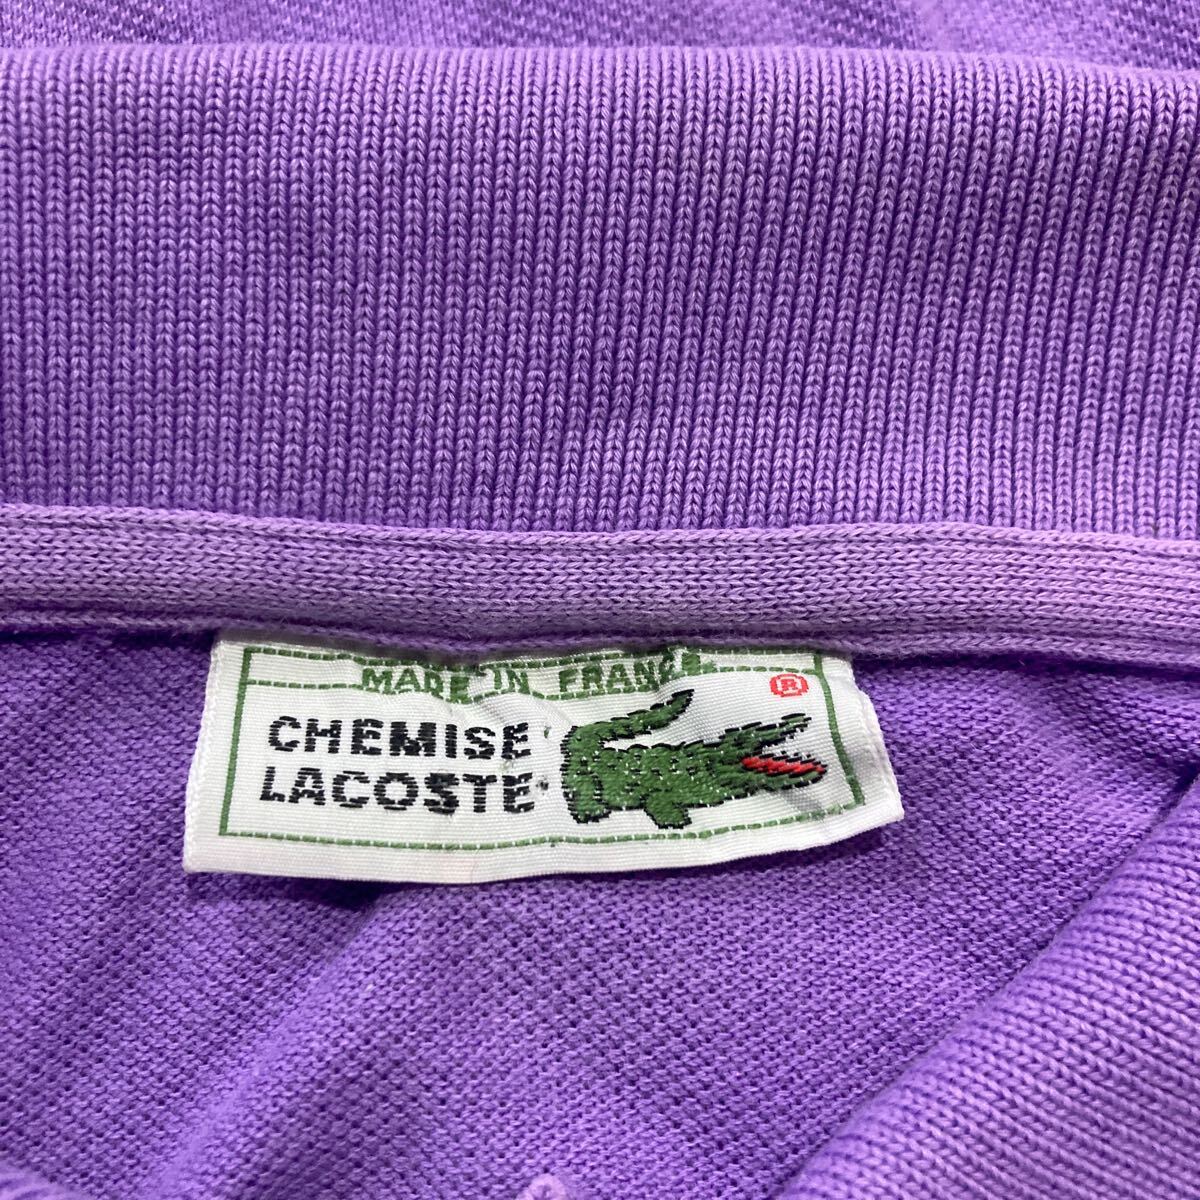 MADE IN FRANCE
®
CHEMISE
LACOSTE